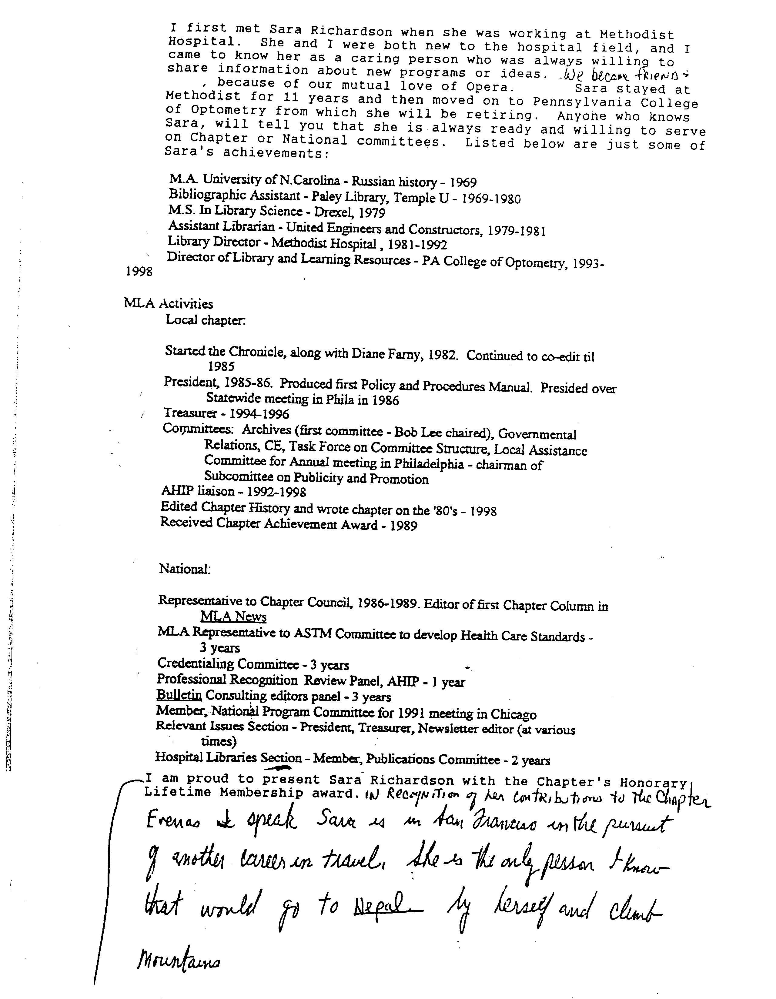 I first met Sara Richardson when she was working at Methodist
Hospital. She and I were both new to the hospital field, and I
came to know her as a caring person who was always willing to
share information about new programs or ideas. We became friends
, because of our mutual love of Opera. Sara stayed at
Methodist for 11 years and then moved on to Pennsylvania College
of Optometry from which she will be retiring. Anyone who knows
Sara, will tell you that she is always ready and willing to serve
on Chapter or National committees. Listed below are just some of
Sara's achievements:
M.A. University of N.Carolina - Russian history - 1969
Bibliographic Assistant - Paley Library, Temple U - 1969-1980
M.S. In Library Science - Drexel, 1979
Assistant Librarian - United Engineers and Constructors, 1979-1981
Library Director - Methodist Hospital , 1981-1992
Director of Library and Learning Resources - PA College of Optometry, 1993-
1998
MLA Activities
Local chapter:
Started the Chronicle, along with Diane Farny, 1982. Continued to co-edit til
1985
President, 1985-86. Produced first Policy and Procedures Manual. Presided over
Statewide meeting in Phila in 1986
Treasurer - 1994-1996
Committees: Archives (first committee - Bob Lee chaired), Governmental
Relations, CE, Task Force on Committee Structure, Local Assistance
Committee for Annual meeting in Philadelphia - chairman of
Subcomittee on Publicity and Promotion
AHIP liaison - 1992-1998
Edited Chapter History and wrote chapter on the '80's - 1998
Received Chapter Achievement Award - 1989
National:
Representative to Chapter Council, 1986-1989. Editor of first Chapter Column in
MLA News
MLA Representative to ASTM Committee to develop Health Care Standards -
3 years
Credentialing Committee - 3 years
Professional Recognition Review Panel, AHIP - 1 year
Bulletin Consulting editors panel - 3 years
Member, National Program Committee for 1991 meeting in Chicago
Relevant Issues Section - President, Treasurer, Newsletter editor (at various
times)
Hospital Libraries Section - Member, Publications Committee - 2 years
I am proud to present Sara Richardson with the Chapter's Honorary
Lifetime Membership award. IN Recognition of her contributions to the Chapter
Even as I speak Sara is in San Francisco in the pursuit
of another career in travel. She is the only person I know
that would go to Nepal by herself and climb
Mountains